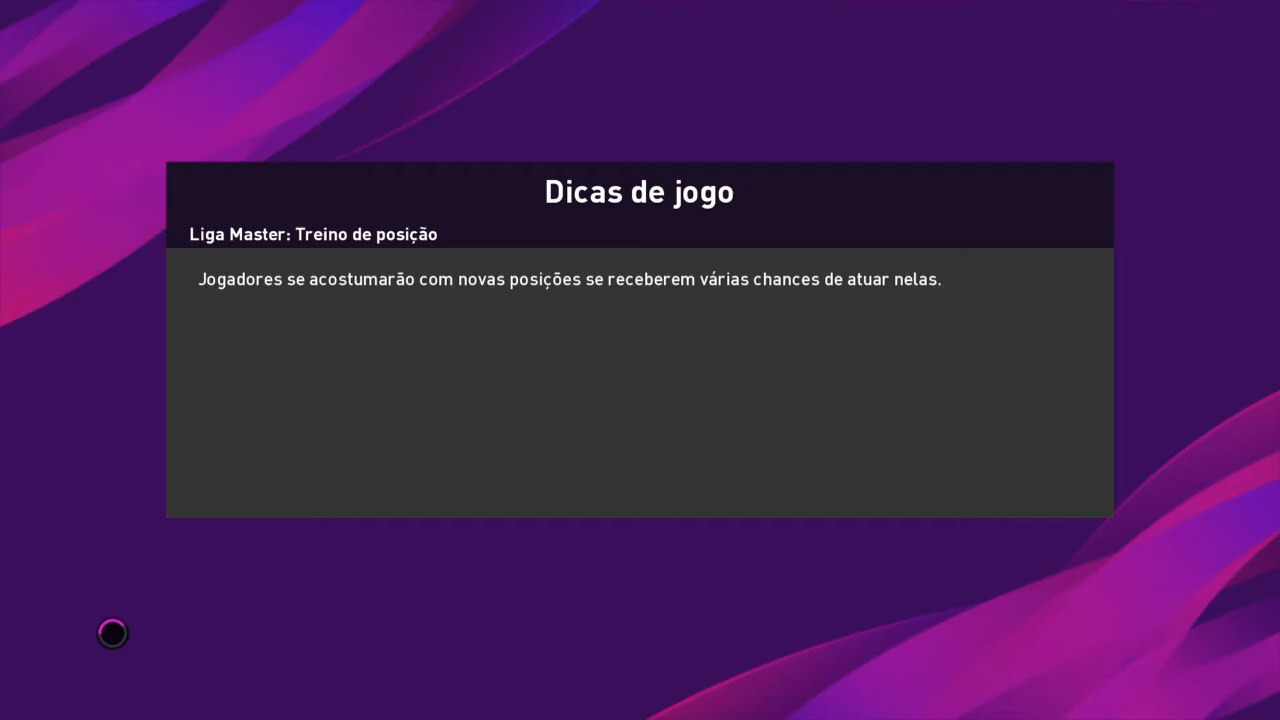 Dicas de jogo
Liga Master: Treino de posição
Jogadores se acostumarão com novas posições se receberem várias chances de atuar nelas.